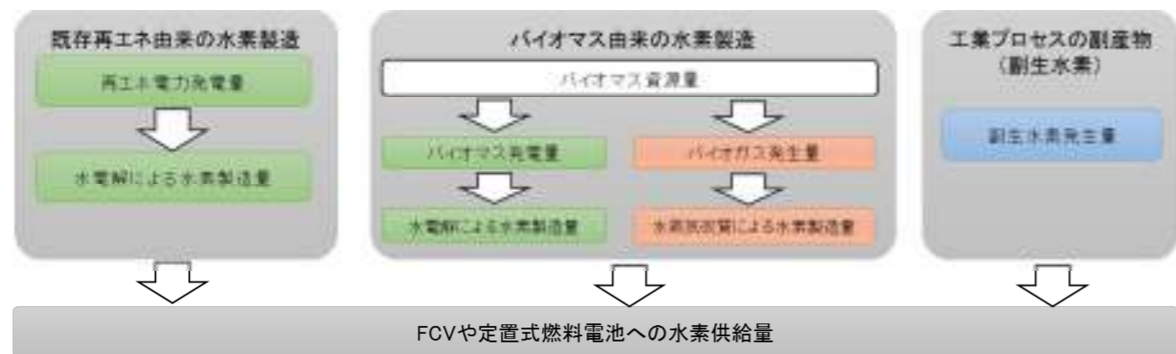 既存再エネ由来の水素製造
再エネ電力発電量
水電解による水素製造量
バイオマス由来の水素製造
バイオマス資源量
バイオマス発電量
バイオガス発生量
水電解による水素製造量
水蒸気改質による水素製造量
工業プロセスの副産物
(副生水素)
副生水素発生量
FCVや定置式燃料電池への水素供給量